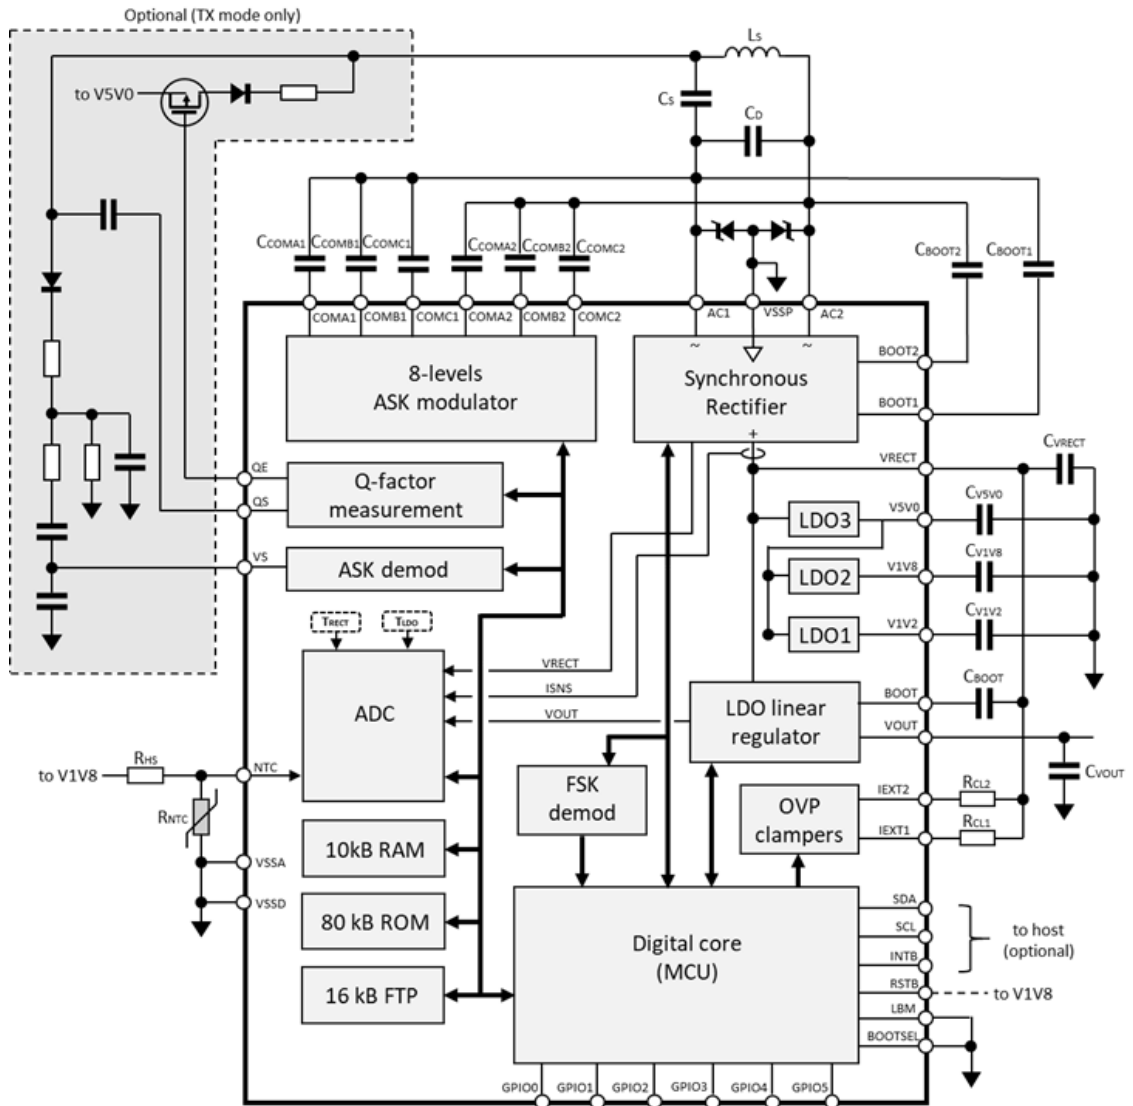 Optional (TX mode only)
LS
to V5V0
CS
CD
CCOMA1
CCOMB1
CCOMC1
CCOMA2
CCOMB2
CCOMC2
CBOOT2
CBOOT1
COMA1
COMB1
COMC1
COMA2
COMB2
COMC2
AC1
VSSP
AC2
~
~
8-levels
ASK modulator
Synchronous
Rectifier
+
BOOT2
BOOT1
CVRECT
VRECT
QE
QS
Q-factor
measurement
LDO3
V5V0
CV5V0
VS
ASK demod
LDO2
V1V8
CV1V8
LDO1
V1V2
CV1V2
TRECT
TLDO
ADC
VRECT
ISNS
VOUT
LDO linear
regulator
BOOT
CBOOT
VOUT
CVOUT
to V1V8
RHS
NTC
RNTC
FSK
demod
OVP
clampers
IEXT2
RCL2
IEXT1
RCL1
10kB RAM
VSSA
80 kB ROM
VSSD
16 kB FTP
Digital core
(MCU)
SDA
SCL
INTB
to host
(optional)
RSTB
to V1V8
LBM
BOOTSEL
GPIO0
GPIO1
GPIO2
GPIO3
GPIO4
GPIO5